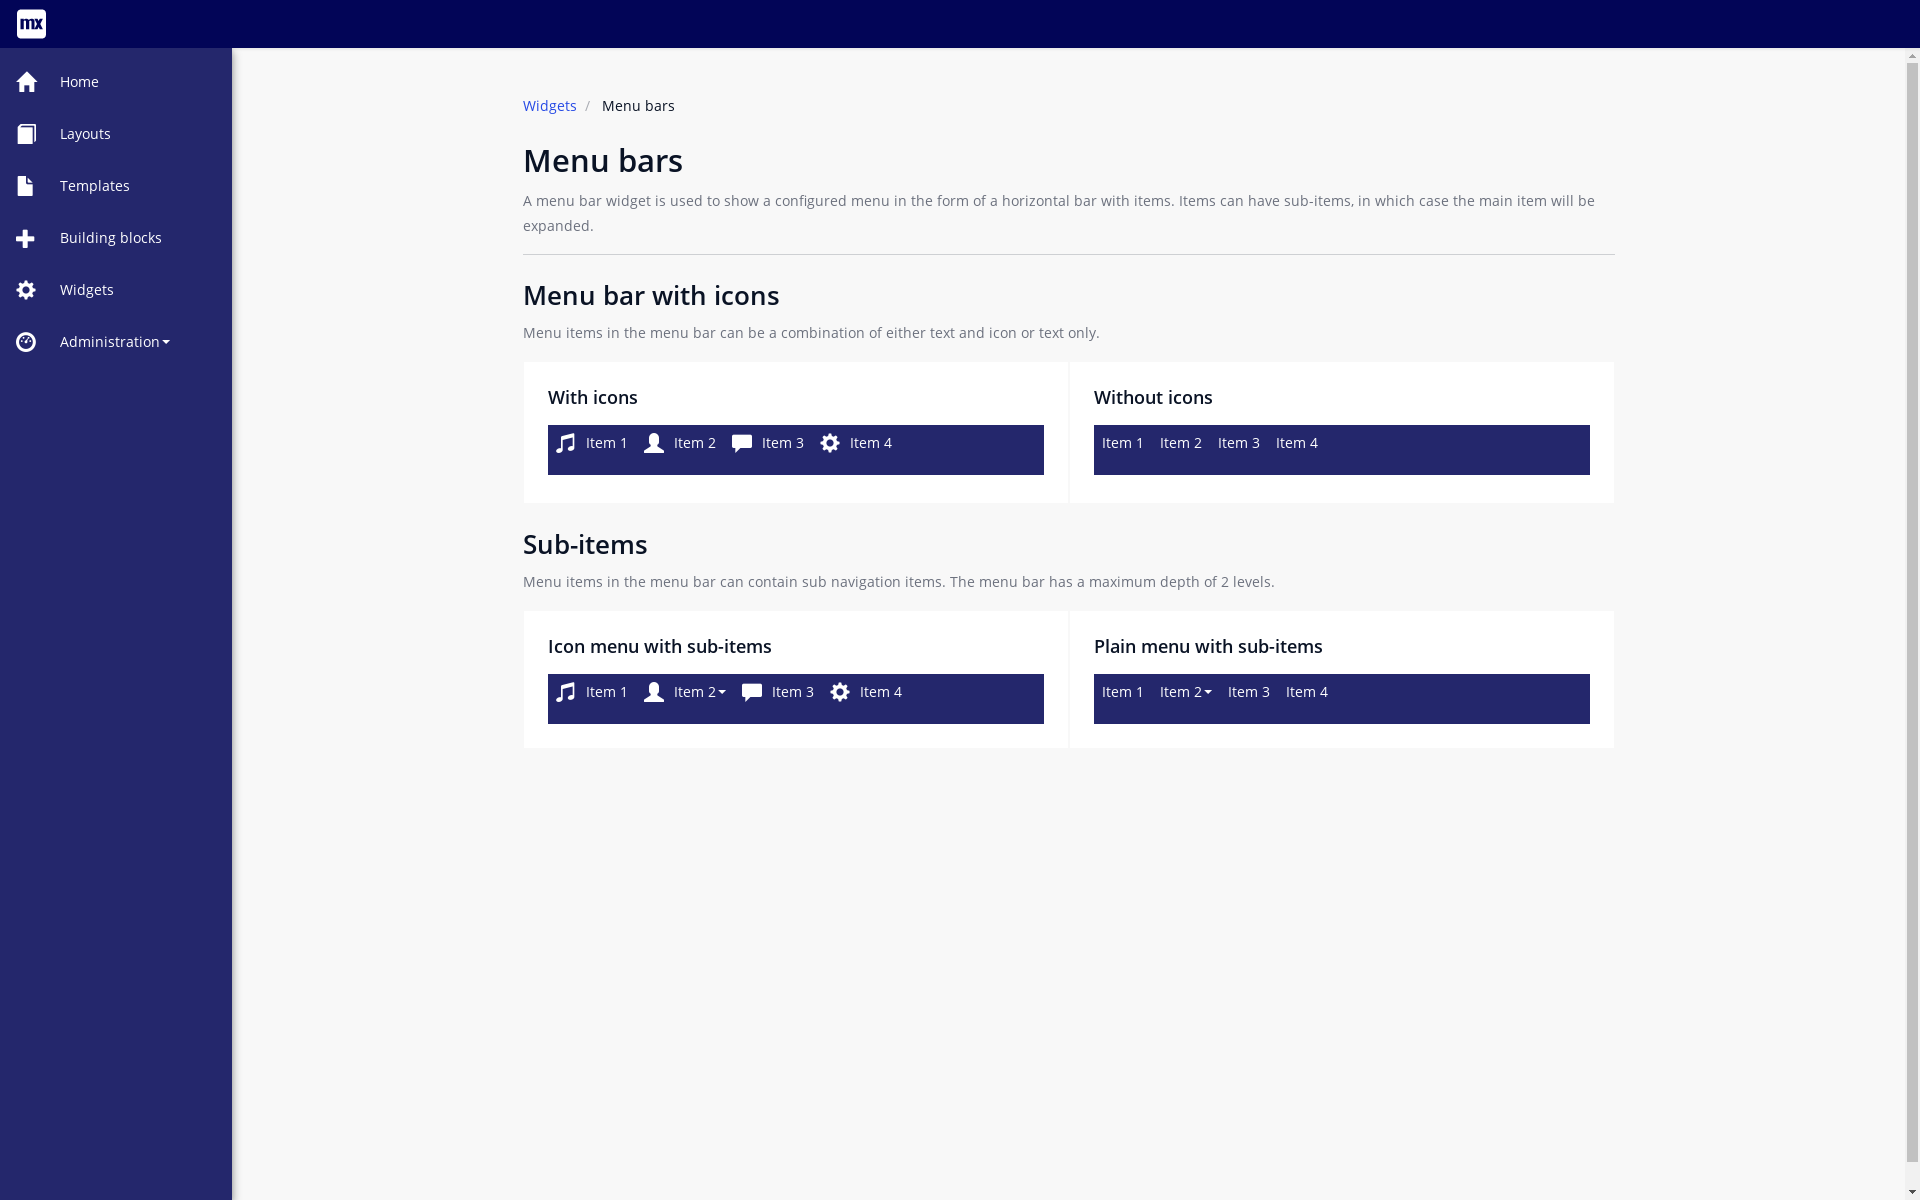 mx
Home
Layouts
Templates
Building blocks
Widgets
Administration
Widgets / Menu bars
Menu bars
A menu bar widget is used to show a configured menu in the form of a horizontal bar with items. Items can have sub-items, in which case the main item will be
expanded.
Menu bar with icons
Menu items in the menu bar can be a combination of either text and icon or text only.
With icons
Item 1 Item 2 Item 3 Item 4
Without icons
Item 1 Item 2 Item 3 Item 4
Sub-items
Menu items in the menu bar can contain sub navigation items. The menu bar has a maximum depth of 2 levels.
Icon menu with sub-items
Item 1 Item 2 Item 3 Item 4
Plain menu with sub-items
Item 1 Item 2 Item 3 Item 4